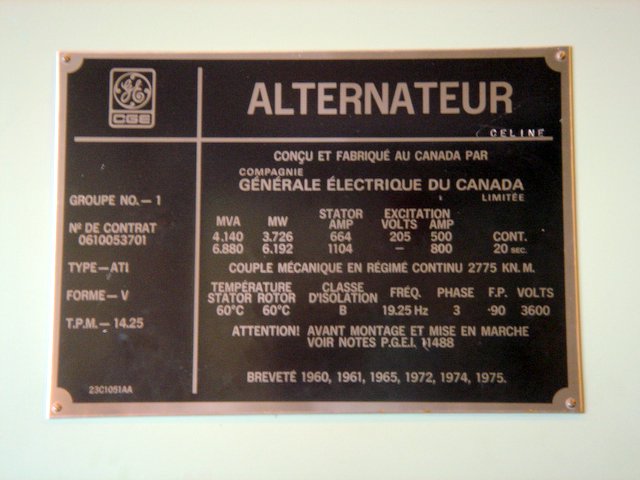 GE
CGE
ALTERNATEUR
CELINE
CONÇU ET FABRIQUÉ AU CANADA PAR
COMPAGNIE
GÉNÉRALE ÉLECTRIQUE DU CANADA
LIMITÉE
GROUPE NO. — 1
Nº DE CONTRAT
0610053701
TYPE — ATI
FORME — V
T.P.M. — 14.25
23C1051AA
MVA MW STATOR AMP EXCITATION VOLTS AMP
4.140 3.726 664 205 500 CONT.
6.880 6.192 1104 — 800 20 SEC.
COUPLE MÉCANIQUE EN RÉGIME CONTINU 2775 KN. M.
TEMPÉRATURE STATOR ROTOR CLASSE D'ISOLATION FRÉQ. PHASE F.P. VOLTS
60°C 60°C B 19.25 Hz 3 .90 3600
ATTENTION! AVANT MONTAGE ET MISE EN MARCHE
VOIR NOTES P.G.E.I. 11488
BREVETÉ 1960, 1961, 1965, 1972, 1974, 1975.